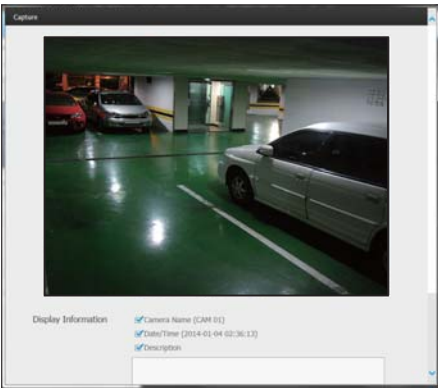 Capture
Display Information
Camera Name (CAM 01)
Date/Time (2014-01-04 02:36:13)
Description